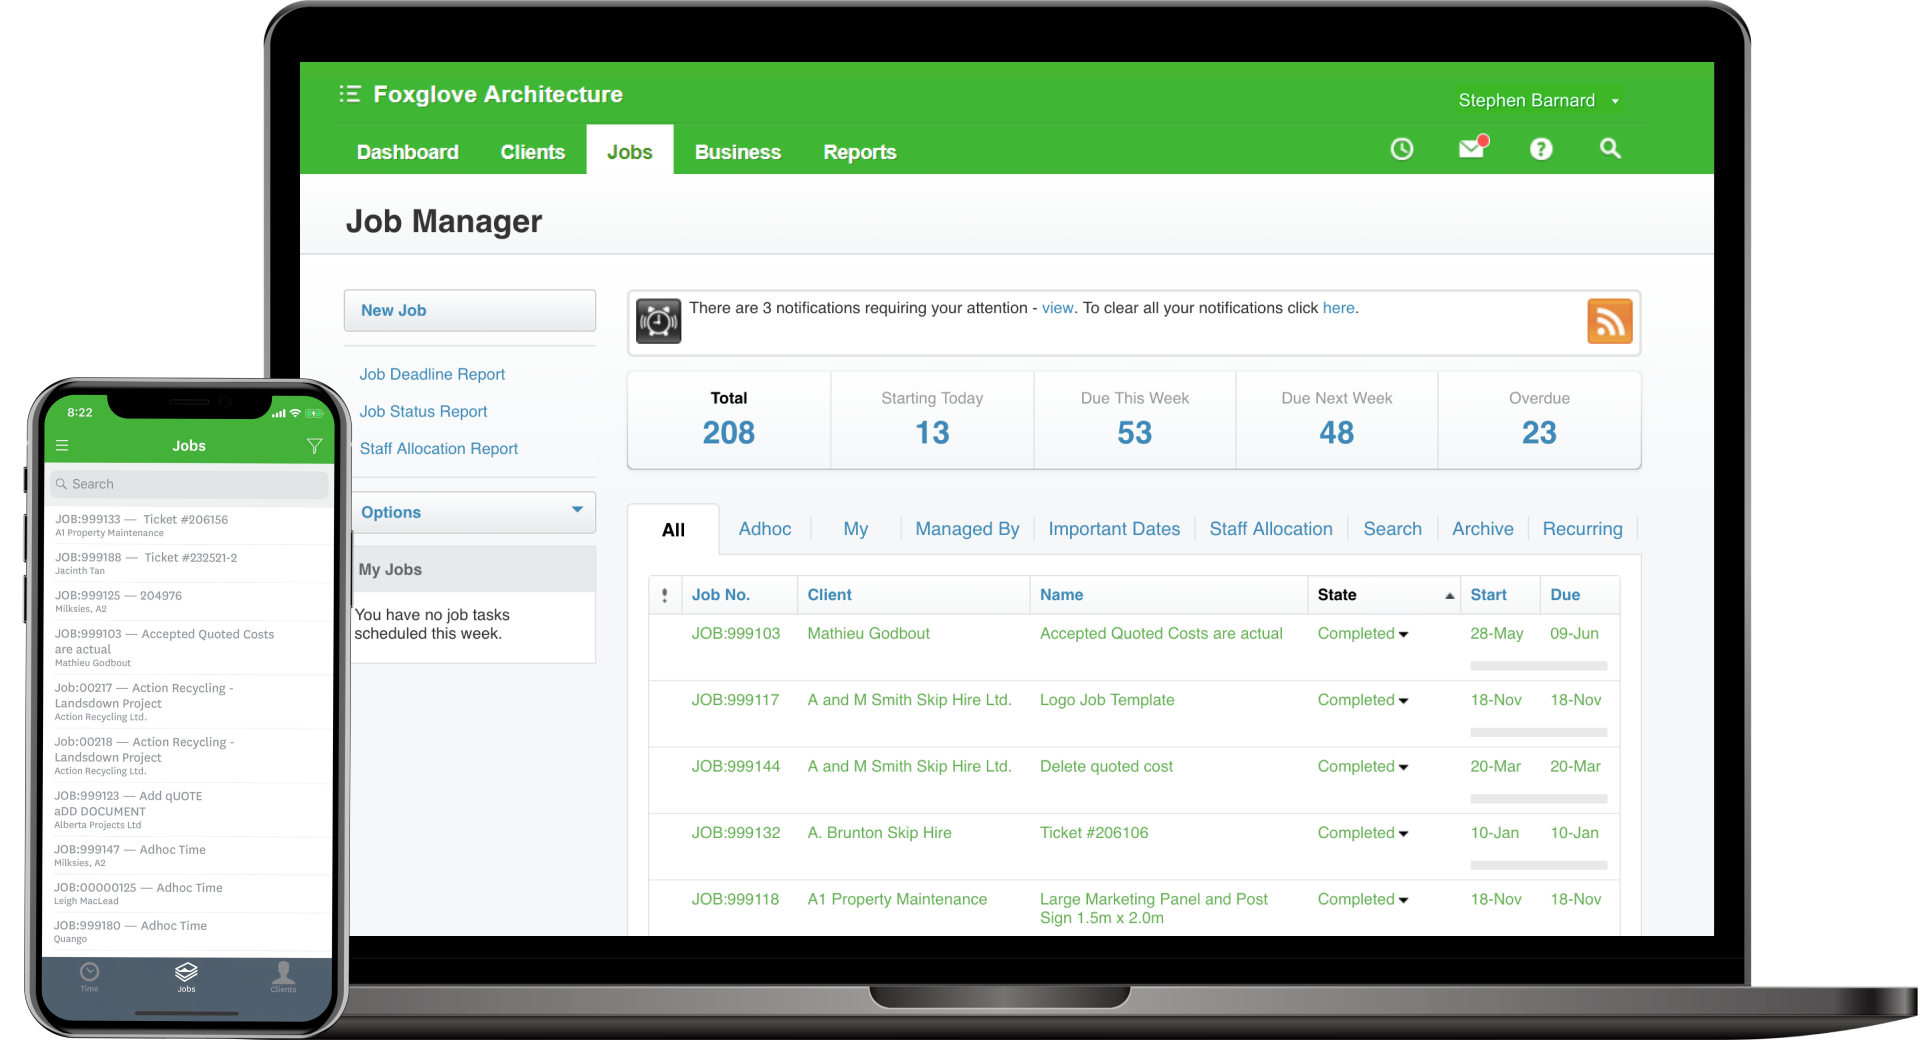 Foxglove Architecture
Stephen Barnard
Dashboard Clients Jobs Business Reports
Job Manager
New Job
Job Deadline Report
Job Status Report
Staff Allocation Report
Options
My Jobs
You have no job tasks
scheduled this week.
There are 3 notifications requiring your attention - view. To clear all your notifications click here.
Total Starting Today Due This Week Due Next Week Overdue
208 13 53 48 23
All Adhoc My Managed By Important Dates Staff Allocation Search Archive Recurring
Job No. Client Name State Start Due
JOB:999103 Mathieu Godbout Accepted Quoted Costs are actual Completed 28-May 09-Jun
JOB:999117 A and M Smith Skip Hire Ltd. Logo Job Template Completed 18-Nov 18-Nov
JOB:999144 A and M Smith Skip Hire Ltd. Delete quoted cost Completed 20-Mar 20-Mar
JOB:999132 A. Brunton Skip Hire Ticket #206106 Completed 10-Jan 10-Jan
JOB:999118 A1 Property Maintenance Large Marketing Panel and Post Completed 18-Nov 18-Nov
Sign 1.5m x 2.0m
8:22
Jobs
Search
JOB:999133 — Ticket #206156
A1 Property Maintenance
JOB:999188 — Ticket #232521-2
Jacinth Tan
JOB:999125 — 204976
Milksies, A2
JOB:999103 — Accepted Quoted Costs
are actual
Mathieu Godbout
Job:00217 — Action Recycling -
Landsdown Project
Action Recycling Ltd.
Job:00218 — Action Recycling -
Landsdown Project
Action Recycling Ltd.
JOB:999123 — Add qUOTE
aDD DOCUMENT
Alberta Projects Ltd
JOB:999147 — Adhoc Time
Milksies, A2
JOB:00000125 — Adhoc Time
Leigh MacLead
JOB:999180 — Adhoc Time
Quango
Time Jobs Clients